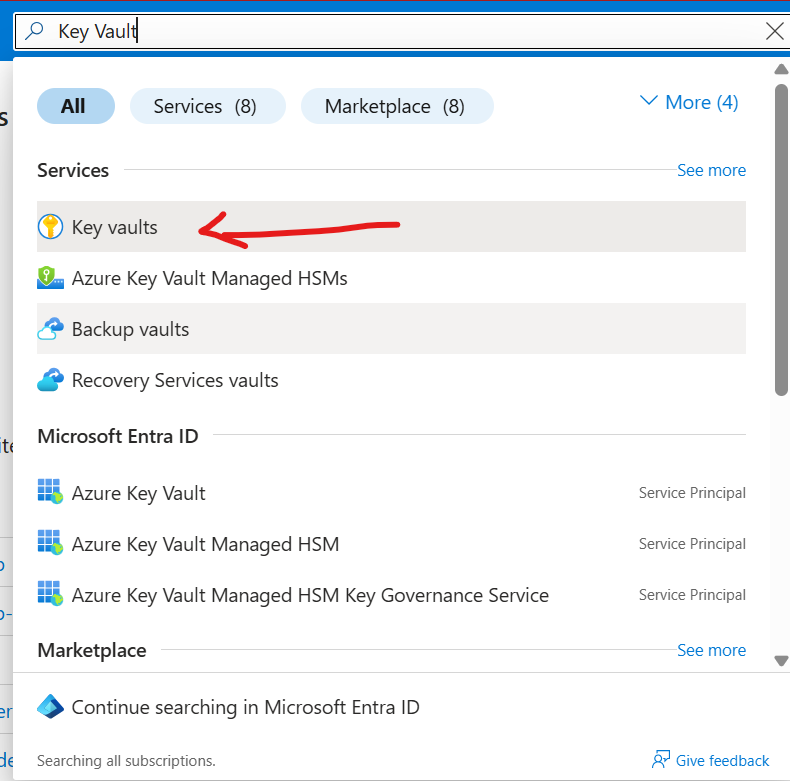 Key Vault
All
Services (8)
Marketplace (8)
More (4)
Services
See more
Key vaults
Azure Key Vault Managed HSMs
Backup vaults
Recovery Services vaults
Microsoft Entra ID
Azure Key Vault
Service Principal
Azure Key Vault Managed HSM
Service Principal
Azure Key Vault Managed HSM Key Governance Service
Service Principal
Marketplace
See more
Continue searching in Microsoft Entra ID
Searching all subscriptions.
Give feedback